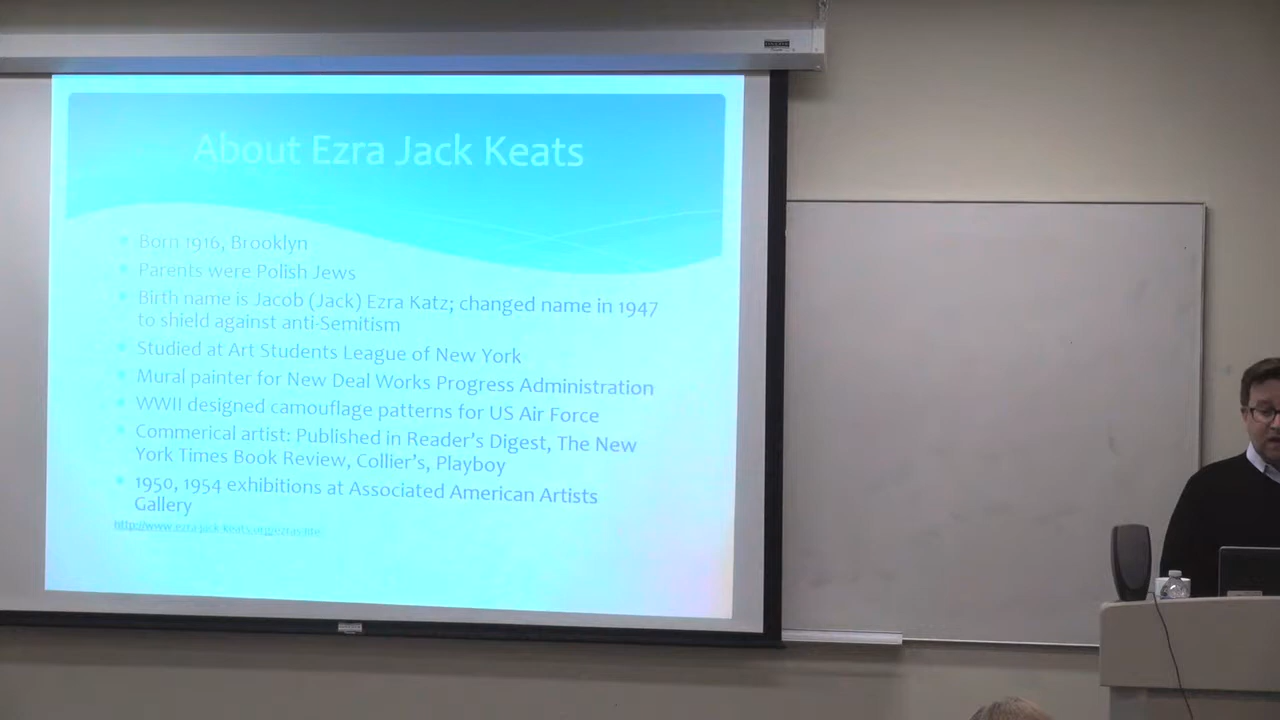 About Ezra Jack Keats
Born 1916, Brooklyn
Parents were Polish Jews
Birth name is Jacob (Jack) Ezra Katz; changed name in 1947
to shield against anti-Semitism
Studied at Art Students League of New York
Mural painter for New Deal Works Progress Administration
WWII designed camouflage patterns for US Air Force
Commerical artist: Published in Reader's Digest, The New
York Times Book Review, Collier's, Playboy
1950, 1954 exhibitions at Associated American Artists
Gallery